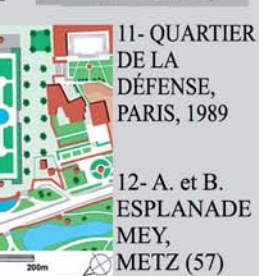 11- QUARTIER
DE LA
DÉFENSE,
PARIS, 1989
12- A. et B.
ESPLANADE
MEY,
METZ (57)
200m